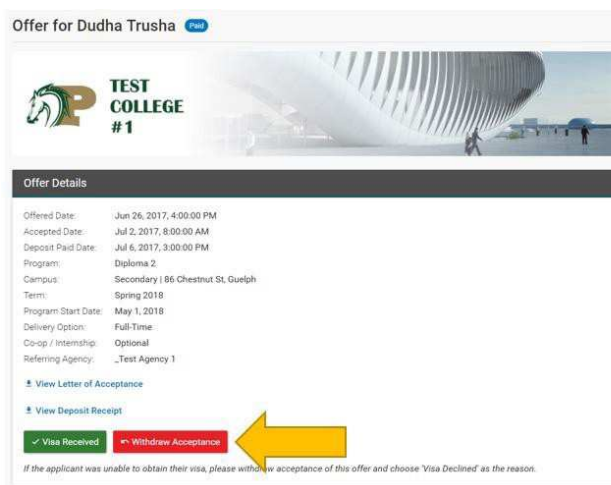 Offer for Dudha Trusha Paid
P
TEST
COLLEGE
#1
Offer Details
Offered Date: Jun 26, 2017, 4:00:00 PM
Accepted Date: Jul 2, 2017, 8:00:00 AM
Deposit Paid Date: Jul 6, 2017, 3:00:00 PM
Program: Diploma 2
Campus: Secondary | 86 Chestnut St, Guelph
Term: Spring 2018
Program Start Date: May 1, 2018
Delivery Option: Full-Time
Co-op / Internship: Optional
Referring Agency: _Test Agency 1
View Letter of Acceptance
View Deposit Receipt
Visa Received Withdraw Acceptance
If the applicant was unable to obtain their visa, please withdraw acceptance of this offer and choose 'Visa Declined' as the reason.